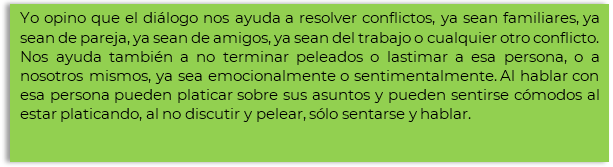 Yo opino que el diálogo nos ayuda a resolver conflictos, ya sean familiares, ya
sean de pareja, ya sean de amigos, ya sean del trabajo o cualquier otro conflicto.
Nos ayuda también a no terminar peleados o lastimar a esa persona, o a
nosotros mismos, ya sea emocionalmente o sentimentalmente. Al hablar con
esa persona pueden platicar sobre sus asuntos y pueden sentirse cómodos al
estar platicando, al no discutir y pelear, sólo sentarse y hablar.